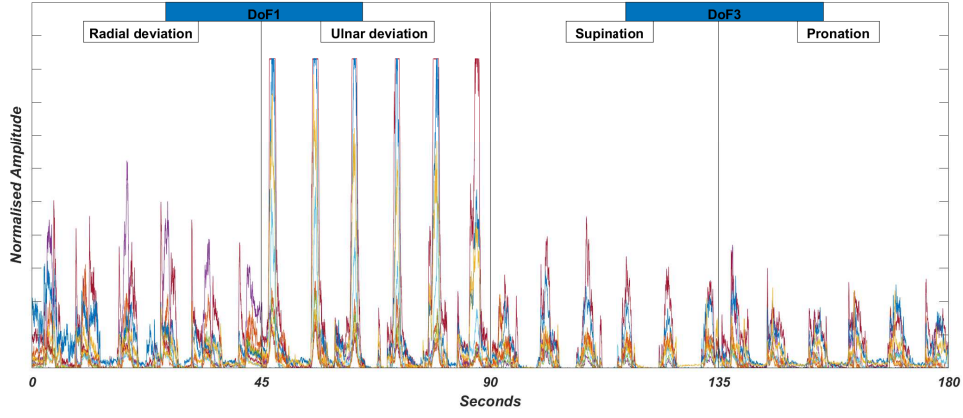 DoF1 DoF3
Radial deviation Ulnar deviation Supination Pronation
Normalised Amplitude
0 45 90 135 180
Seconds